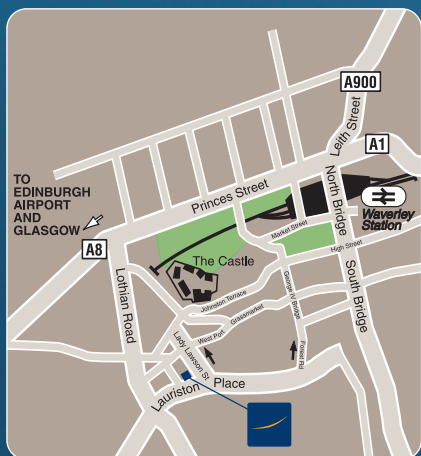 A900
Leith Street
A1
TO
EDINBURGH
AIRPORT
AND
GLASGOW
Princes Street
North Bridge
Waverley
Station
Market Street
High Street
A8
The Castle
Lothian Road
Johnston Terrace
George IV Bridge
South Bridge
Grassmarket
West Port
Lady Lawson St
Forrest Rd
Lauriston Place